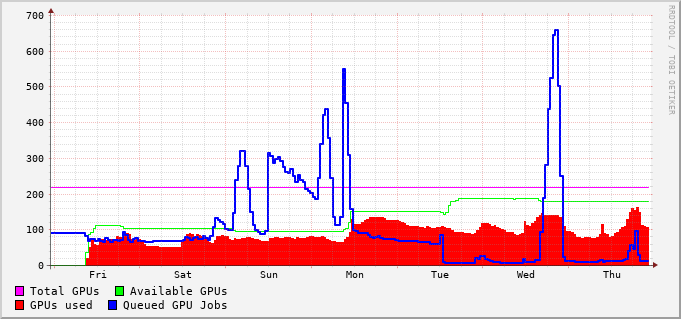 700
600
500
400
300
200
100
0
Fri Sat Sun Mon Tue Wed Thu
RRDTOOL / TOBI OETIKER
Total GPUs Available GPUs
GPUs used Queued GPU Jobs